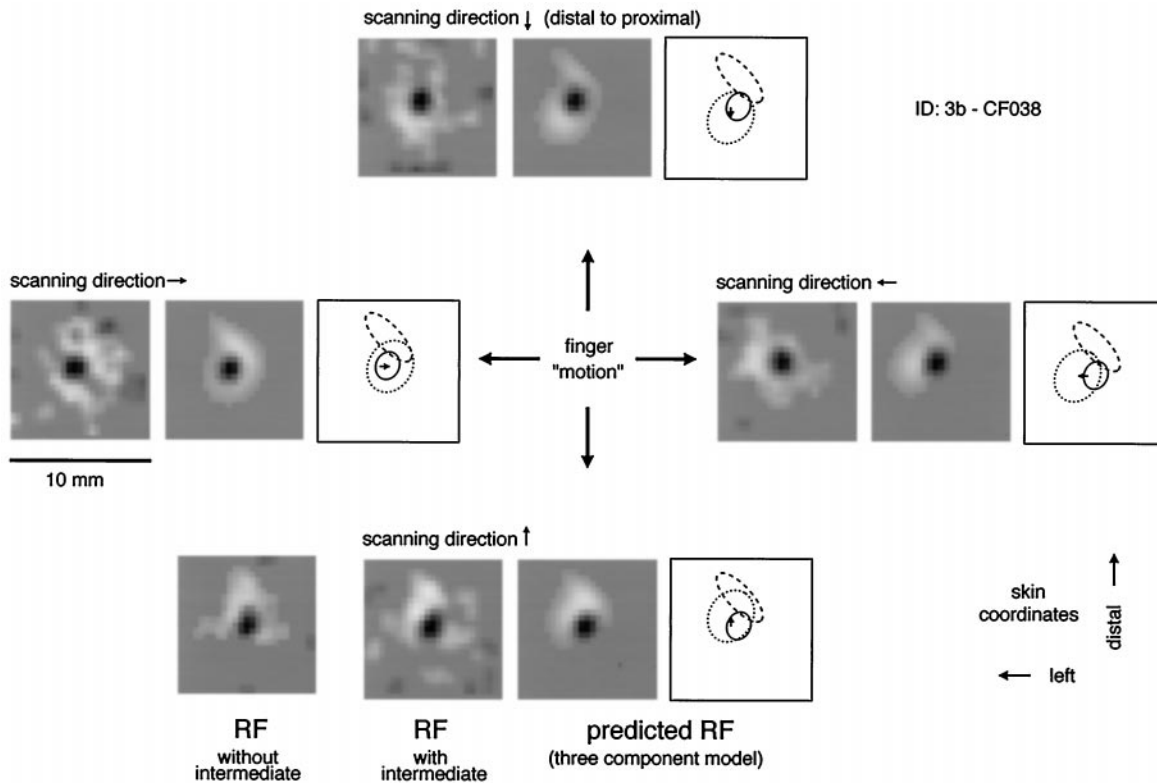 scanning direction ↓ (distal to proximal)
ID: 3b - CF038
scanning direction→
scanning direction ←
finger
"motion"
10 mm
scanning direction ↑
skin
coordinates
distal
← left
RF
without
intermediate
RF
with
intermediate
predicted RF
(three component model)